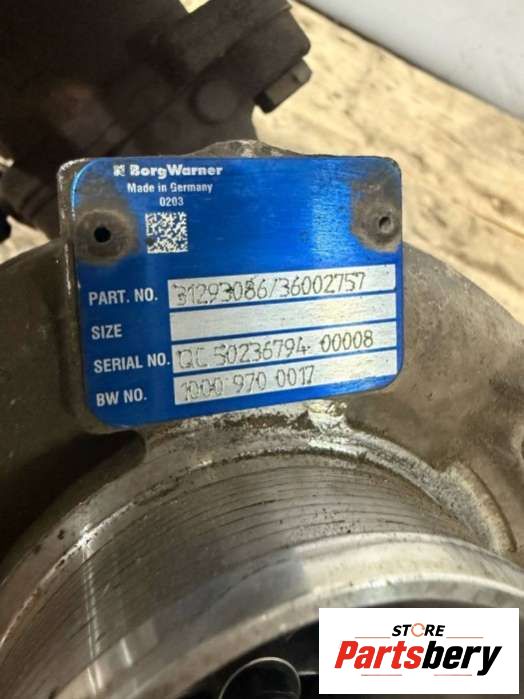 BorgWarner
Made in Germany
0203
PART. NO. 31293086/36002757
SIZE
SERIAL NO. QC 50236794 00008
BW NO. 1000 970 0017
STORE
Partsbery